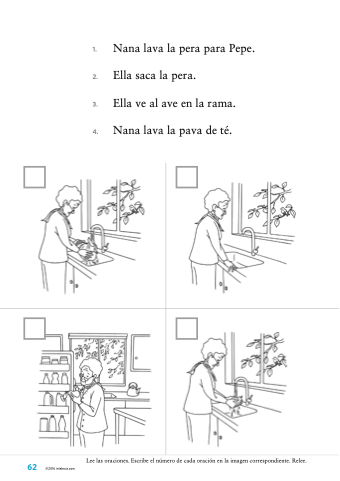 1. Nana lava la pera para Pepe.
2. Ella saca la pera.
3. Ella ve al ave en la rama.
4. Nana lava la pava de té.
Lee las oraciones. Escribe el número de cada oración en la imagen correspondiente. Relee.
62